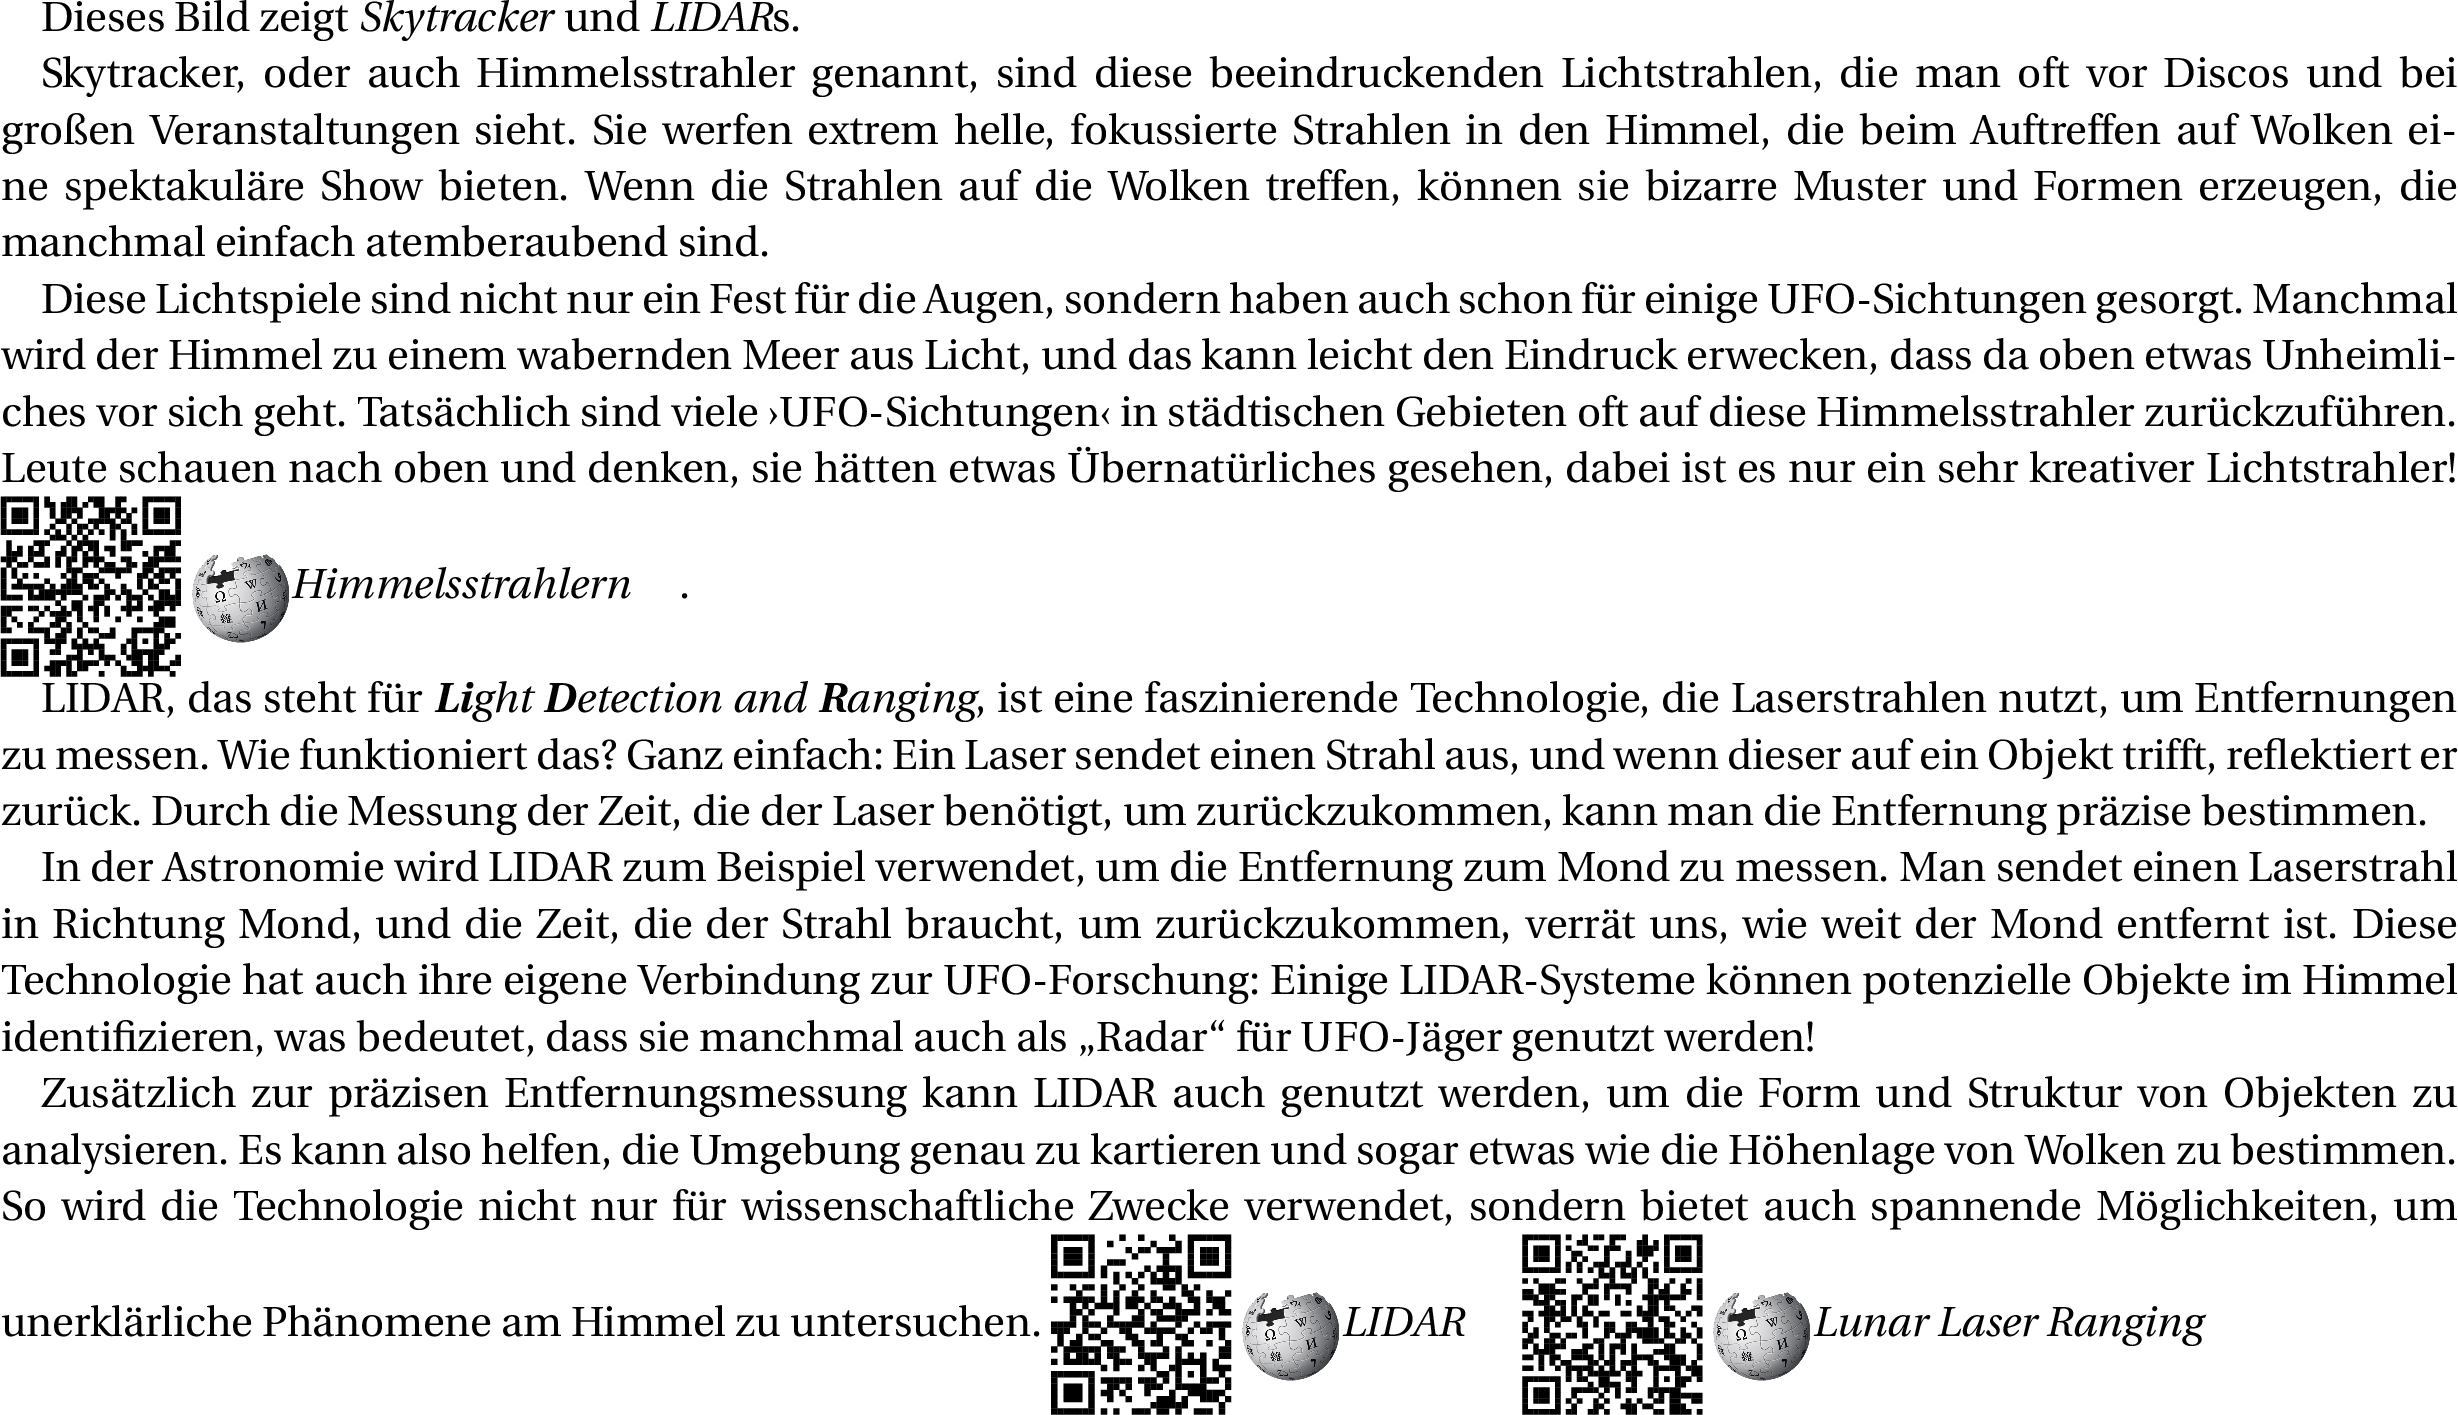 Dieses Bild zeigt Skytracker und LIDARs.
Skytracker, oder auch Himmelsstrahler genannt, sind diese beeindruckenden Lichtstrahlen, die man oft vor Discos und bei
großen Veranstaltungen sieht. Sie werfen extrem helle, fokussierte Strahlen in den Himmel, die beim Auftreffen auf Wolken ei-
ne spektakuläre Show bieten. Wenn die Strahlen auf die Wolken treffen, können sie bizarre Muster und Formen erzeugen, die
manchmal einfach atemberaubend sind.
Diese Lichtspiele sind nicht nur ein Fest für die Augen, sondern haben auch schon für einige UFO-Sichtungen gesorgt. Manchmal
wird der Himmel zu einem wabernden Meer aus Licht, und das kann leicht den Eindruck erwecken, dass da oben etwas Unheimli-
ches vor sich geht. Tatsächlich sind viele ›UFO-Sichtungen‹ in städtischen Gebieten oft auf diese Himmelsstrahler zurückzuführen.
Leute schauen nach oben und denken, sie hätten etwas Übernatürliches gesehen, dabei ist es nur ein sehr kreativer Lichtstrahler!
Himmelsstrahlern .
LIDAR, das steht für Light Detection and Ranging, ist eine faszinierende Technologie, die Laserstrahlen nutzt, um Entfernungen
zu messen. Wie funktioniert das? Ganz einfach: Ein Laser sendet einen Strahl aus, und wenn dieser auf ein Objekt trifft, reflektiert er
zurück. Durch die Messung der Zeit, die der Laser benötigt, um zurückzukommen, kann man die Entfernung präzise bestimmen.
In der Astronomie wird LIDAR zum Beispiel verwendet, um die Entfernung zum Mond zu messen. Man sendet einen Laserstrahl
in Richtung Mond, und die Zeit, die der Strahl braucht, um zurückzukommen, verrät uns, wie weit der Mond entfernt ist. Diese
Technologie hat auch ihre eigene Verbindung zur UFO-Forschung: Einige LIDAR-Systeme können potenzielle Objekte im Himmel
identifizieren, was bedeutet, dass sie manchmal auch als „Radar“ für UFO-Jäger genutzt werden!
Zusätzlich zur präzisen Entfernungsmessung kann LIDAR auch genutzt werden, um die Form und Struktur von Objekten zu
analysieren. Es kann also helfen, die Umgebung genau zu kartieren und sogar etwas wie die Höhenlage von Wolken zu bestimmen.
So wird die Technologie nicht nur für wissenschaftliche Zwecke verwendet, sondern bietet auch spannende Möglichkeiten, um
unerklärliche Phänomene am Himmel zu untersuchen. LIDAR Lunar Laser Ranging